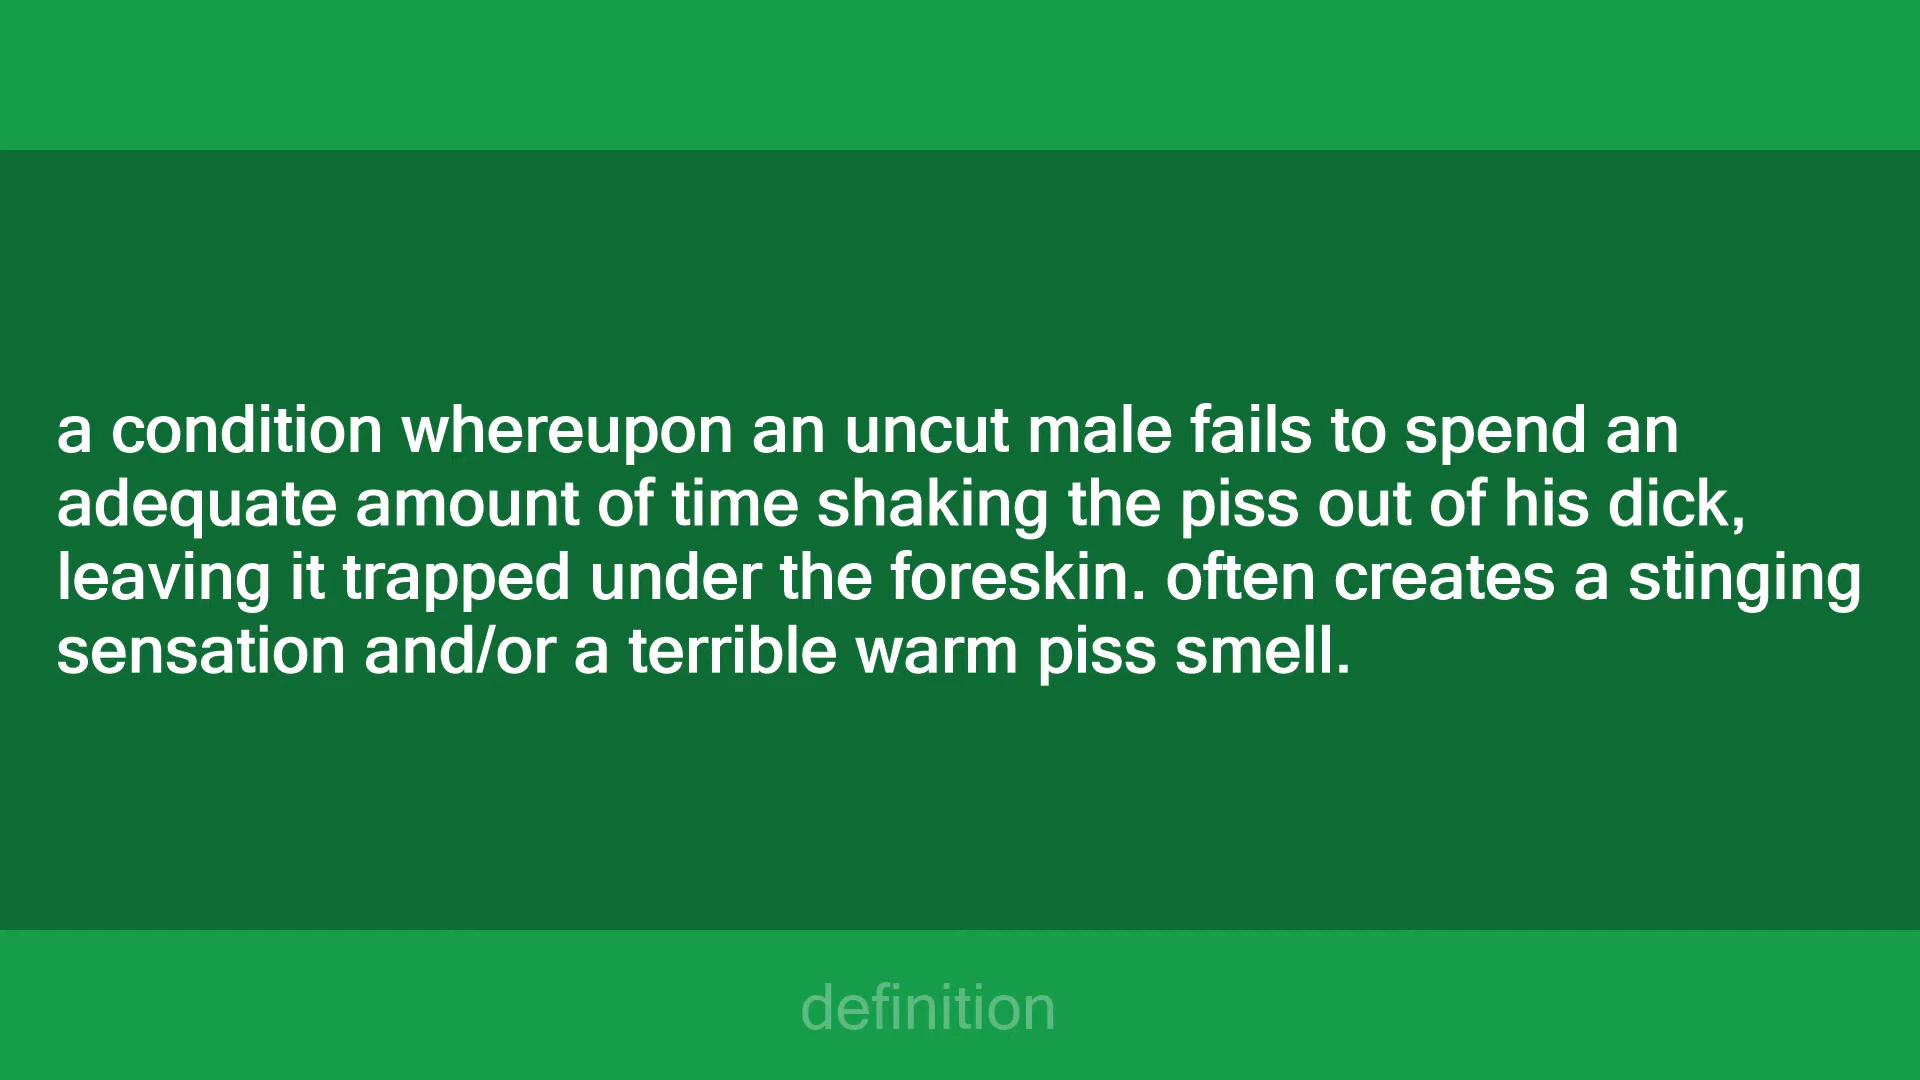 a condition whereupon an uncut male fails to spend an
adequate amount of time shaking the piss out of his dick,
leaving it trapped under the foreskin. often creates a stinging
sensation and/or a terrible warm piss smell.
definition